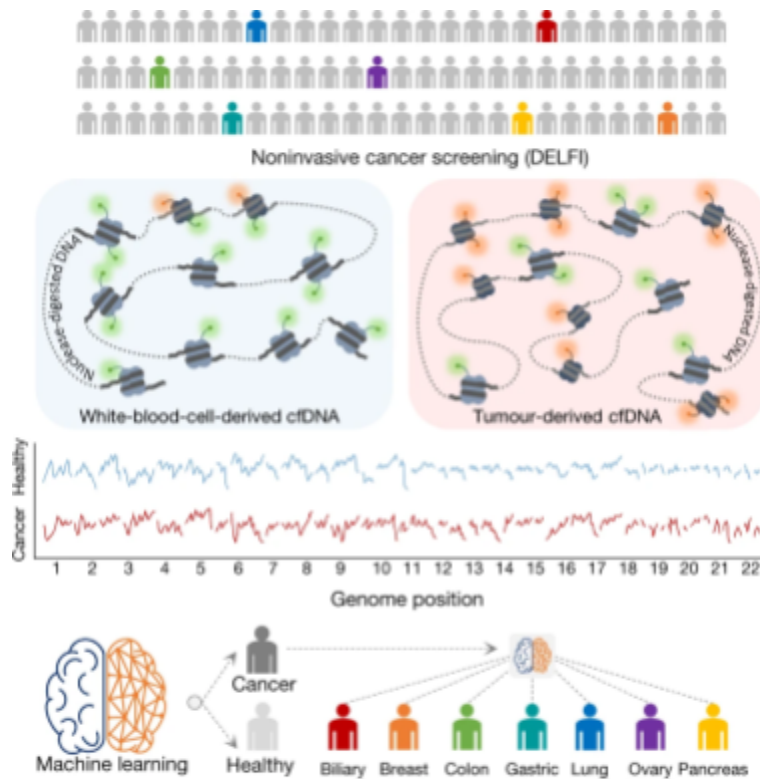 Noninvasive cancer screening (DELFI)
Nuclease-digested DNA
Nuclease-digested DNA
White-blood-cell-derived cfDNA
Tumour-derived cfDNA
Healthy
Cancer
1 2 3 4 5 6 7 8 9 10 11 12 13 14 15 16 17 18 19 20 21 22
Genome position
Cancer
Machine learning
Healthy
Biliary Breast Colon Gastric Lung Ovary Pancreas